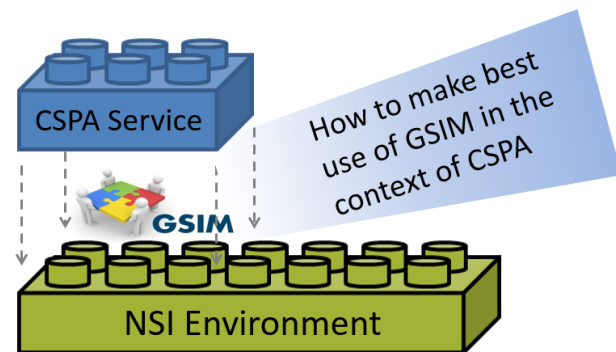 CSPA Service
How to make best
use of GSIM in the
context of CSPA
GSIM
NSI Environment